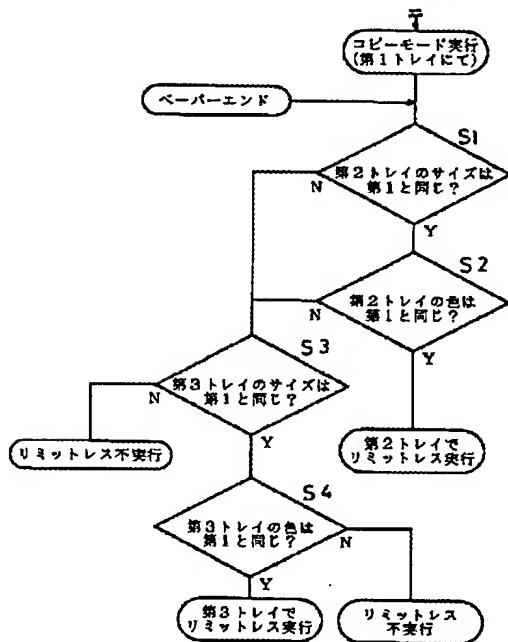 コピーモード実行
(第1トレイにて)
ペーパーエンド
S1
第2トレイのサイズは
第1と同じ?
N
Y
S2
第2トレイの色は
第1と同じ?
N
Y
S3
第3トレイのサイズは
第1と同じ?
N
Y
第2トレイで
リミットレス実行
リミットレス不実行
S4
第3トレイの色は
第1と同じ?
N
Y
第3トレイで
リミットレス実行
リミットレス
不実行